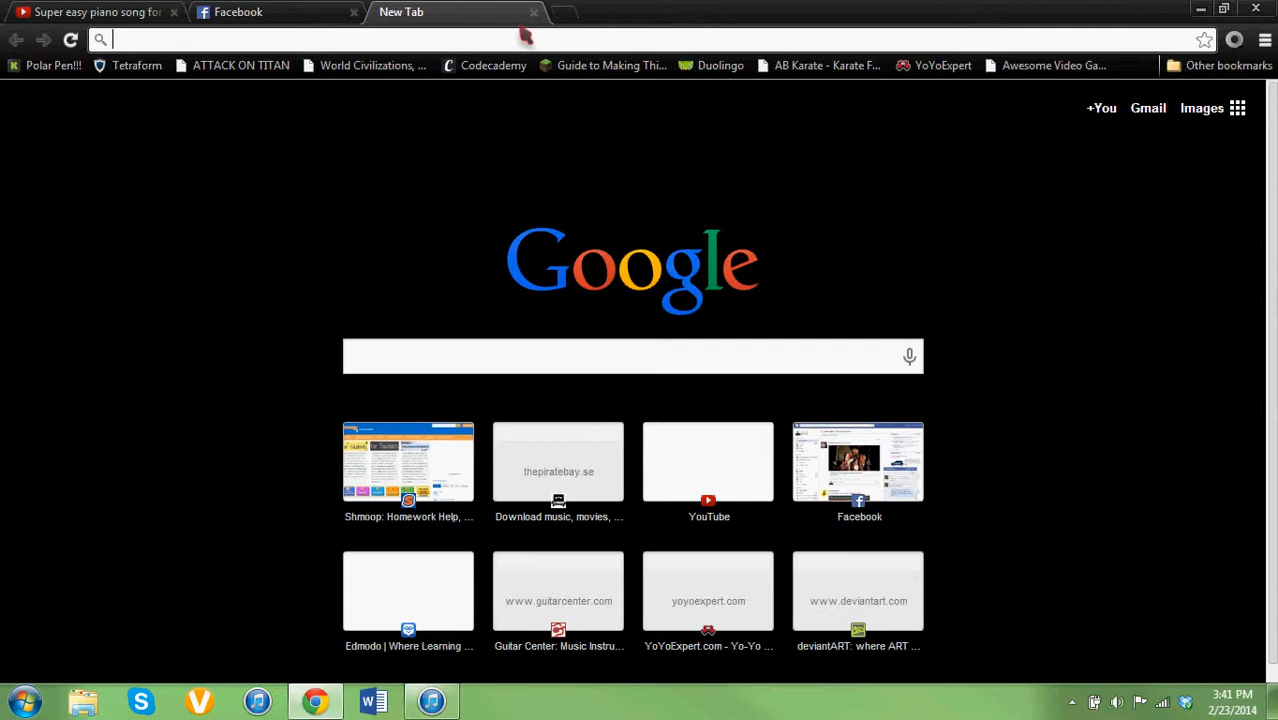 Super easy piano song for
Facebook
New Tab
Polar Pen!!!
Tetraform
ATTACK ON TITAN
World Civilizations, ...
Codecademy
Guide to Making Thi...
Duolingo
AB Karate - Karate F...
YoYoExpert
Awesome Video Ga...
Other bookmarks
+You
Gmail
Images
Google
thepiratebay.se
Shmoop: Homework Help, ...
Download music, movies, ...
YouTube
Facebook
www.guitarcenter.com
yoyoexpert.com
www.deviantart.com
Edmodo | Where Learning ...
Guitar Center: Music Instru...
YoYoExpert.com - Yo-Yo ...
deviantART: where ART ...
3:41 PM
2/23/2014